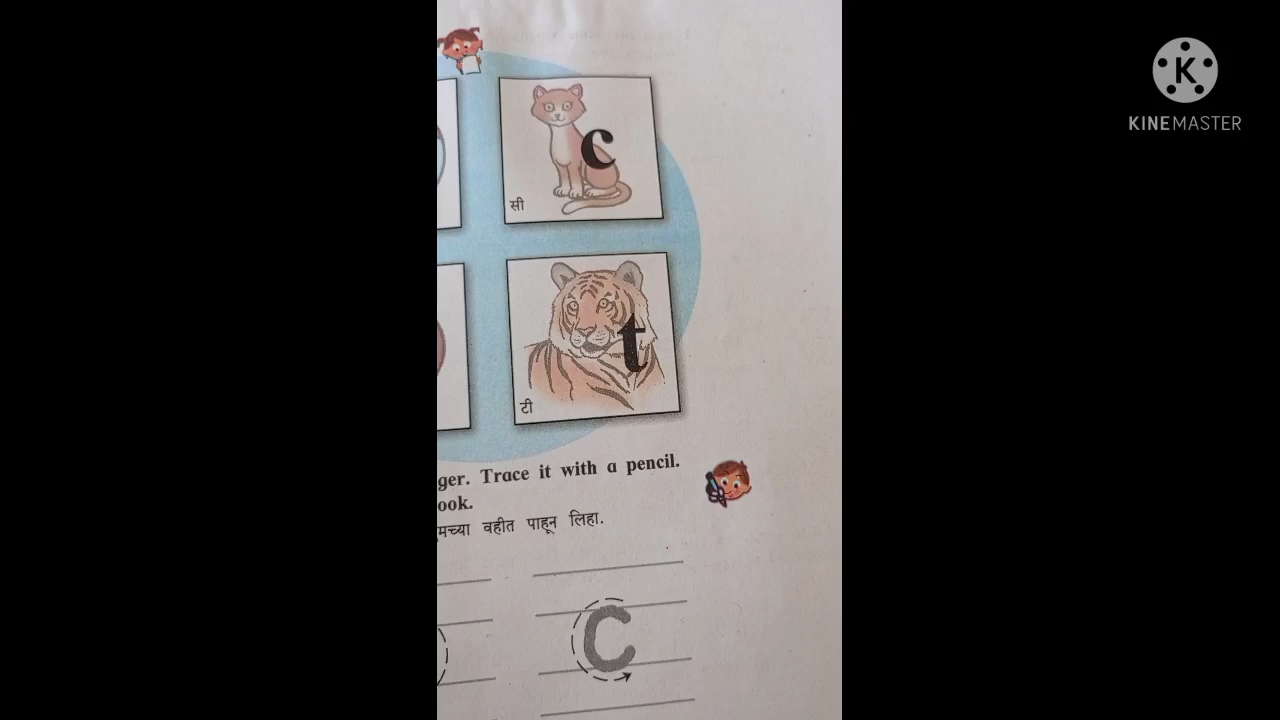 KINEMASTER
c
सी
t
टी
ger. Trace it with a pencil.
ook.
मच्या वहीत पाहून लिहा.
c